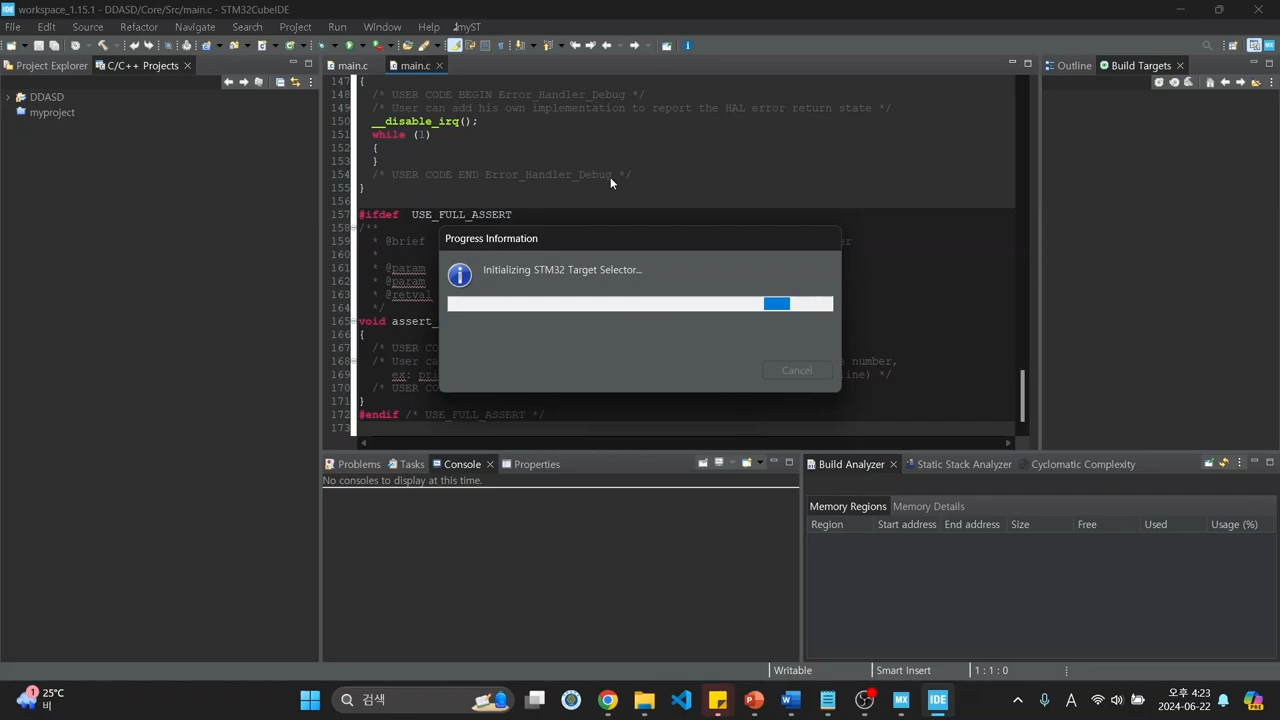 workspace_1.15.1 - DDASD/Core/Src/main.c - STM32CubeIDE
File Edit Source Refactor Navigate Search Project Run Window Help myST
Project Explorer C/C++ Projects
main.c main.c
Outline Build Targets
DDASD
myproject
147 {
148 /* USER CODE BEGIN Error_Handler_Debug */
149 /* User can add his own implementation to report the HAL error return state */
150 __disable_irq();
151 while (1)
152 {
153 }
154 /* USER CODE END Error_Handler_Debug */
155 }
156
157 #ifdef USE_FULL_ASSERT
158 /**
159 * @brief er
160 *
161 * @param
162 * @param
163 * @retval
164 */
165 void assert_
166 {
167 /* USER CO
168 /* User ca e number,
169 ex: pri line) */
170 /* USER CO
171 }
172 #endif /* USE_FULL_ASSERT */
173
Progress Information
Initializing STM32 Target Selector...
Cancel
Problems Tasks Console Properties
No consoles to display at this time.
Build Analyzer Static Stack Analyzer Cyclomatic Complexity
Memory Regions Memory Details
Region Start address End address Size Free Used Usage (%)
Writable Smart Insert 1 : 1 : 0
1 25℃
비
검색
MX IDE
A
오후 4:23
2024-06-22